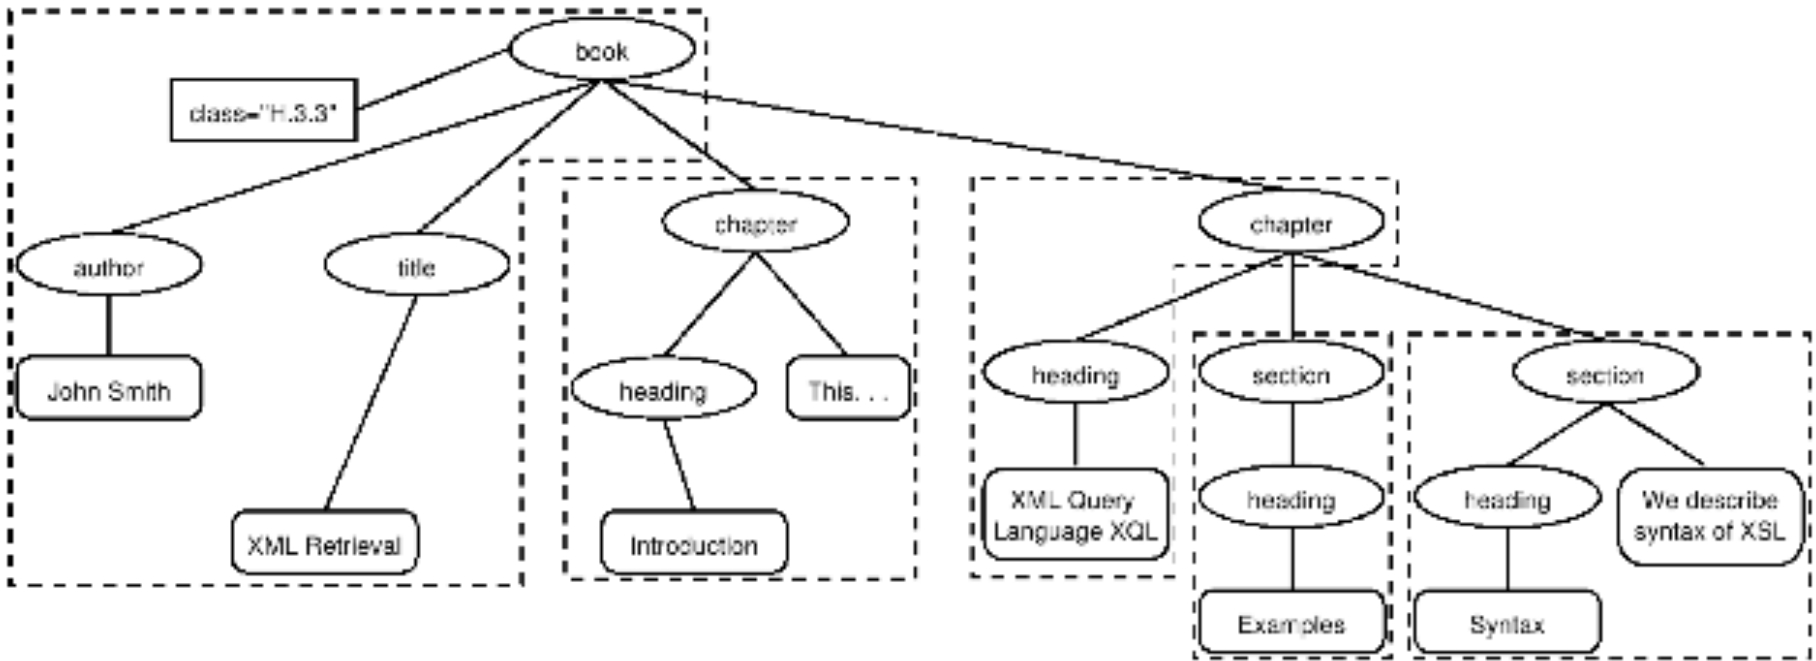 book
class="H.3.3"
chapter
chapter
author
title
heading
section
section
John Smith
heading
This. . .
XML Query
Language XQL
heading
heading
We describe
syntax of XSL
XML Retrieval
Introduction
Examples
Syntax